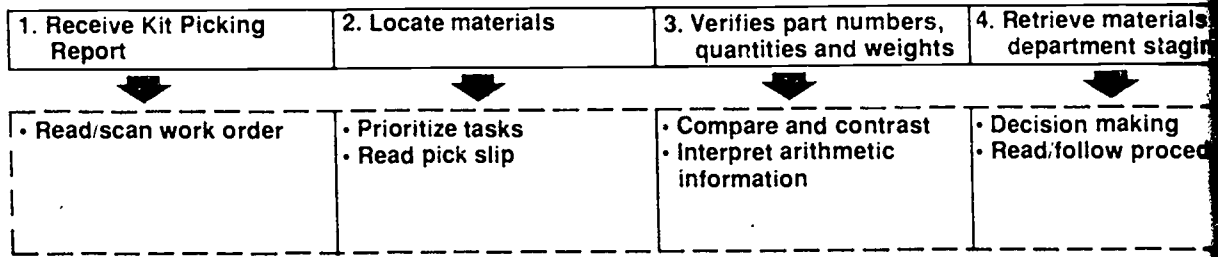 1. Receive Kit Picking
Report
2. Locate materials
3. Verifies part numbers,
quantities and weights
4. Retrieve materials
department
• Read/scan work order
• Prioritize tasks
• Read pick slip
• Compare and contrast
• Interpret arithmetic
information
• Decision making
• Read/follow